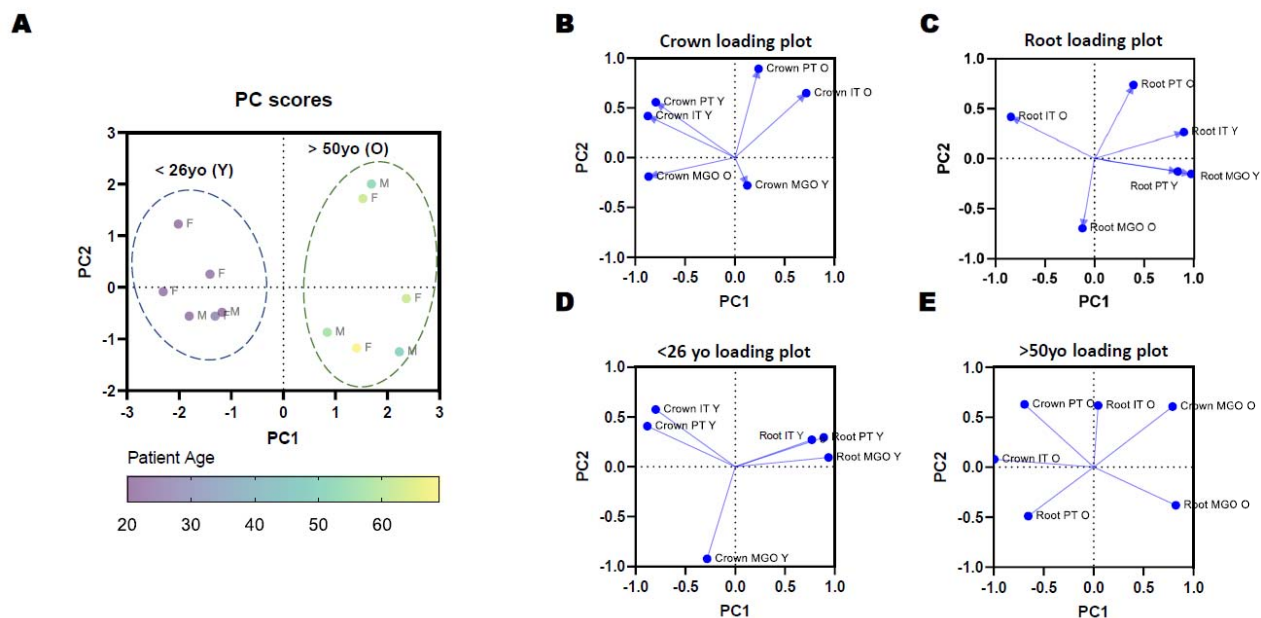 A
PC scores
< 26yo (Y)
> 50yo (O)
M
F
F
F
F
M
F
M
F
M
F
M
3
2
1
0
-1
-2
PC2
-3
-2
-1
0
1
2
3
PC1
Patient Age
20
30
40
50
60
B
Crown loading plot
Crown PT O
Crown IT O
Crown PT Y
Crown IT Y
Crown MGO O
Crown MGO Y
1.0
0.5
0.0
-0.5
-1.0
PC2
-1.0
-0.5
0.0
0.5
1.0
PC1
C
Root loading plot
Root PT O
Root IT O
Root IT Y
Root PT Y
Root MGO Y
Root MGO O
1.0
0.5
0.0
-0.5
-1.0
PC2
-1.0
-0.5
0.0
0.5
1.0
PC1
D
<26 yo loading plot
Crown IT Y
Crown PT Y
Root IT Y
Root PT Y
Root MGO Y
Crown MGO Y
1.0
0.5
0.0
-0.5
-1.0
PC2
-1.0
-0.5
0.0
0.5
1.0
PC1
E
>50yo loading plot
Crown PT O
Root IT O
Crown MGO O
Crown IT O
Root PT O
Root MGO O
1.0
0.5
0.0
-0.5
-1.0
PC2
-1.0
-0.5
0.0
0.5
1.0
PC1